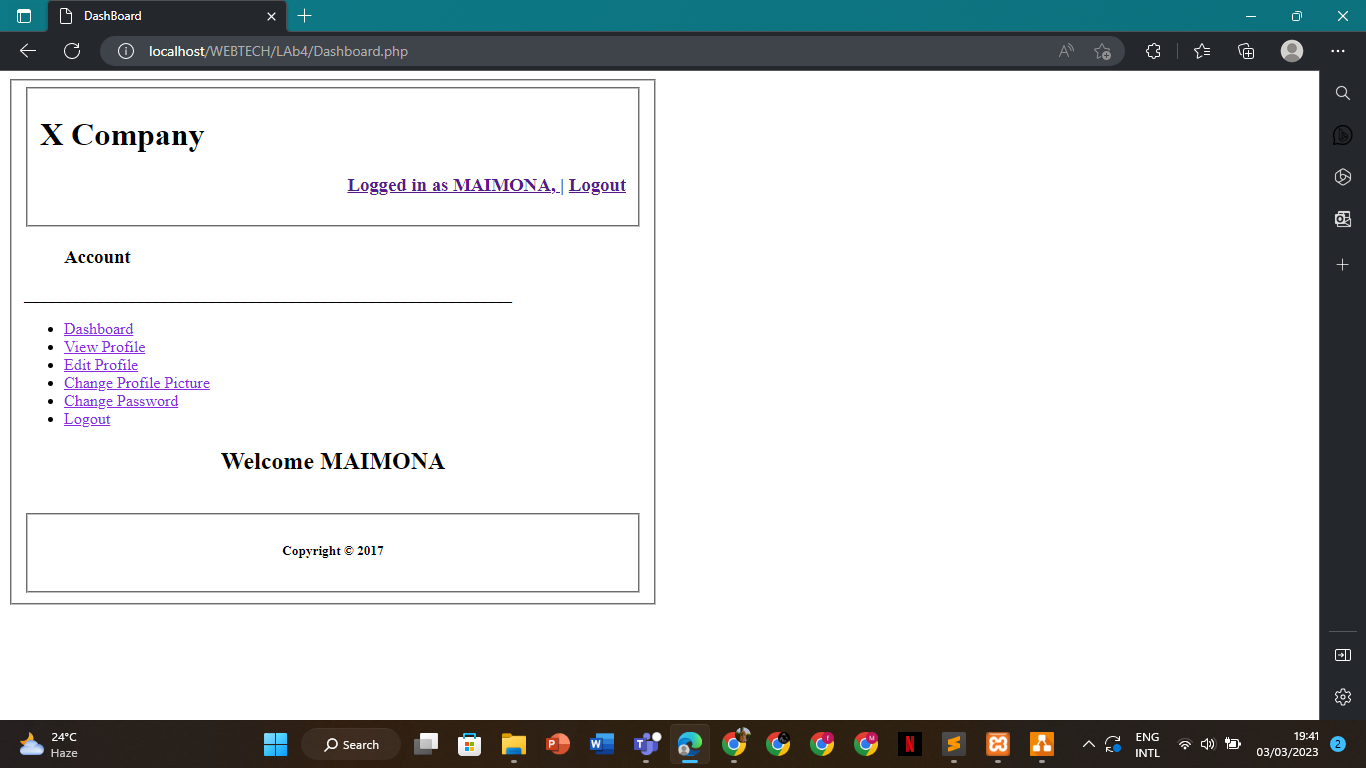 DashBoard
localhost/WEBTECH/LAb4/Dashboard.php
X Company
Logged in as MAIMONA, | Logout
Account
Dashboard
View Profile
Edit Profile
Change Profile Picture
Change Password
Logout
Welcome MAIMONA
Copyright © 2017
24°C
Haze
Search
ENG
INTL
19:41
03/03/2023
2